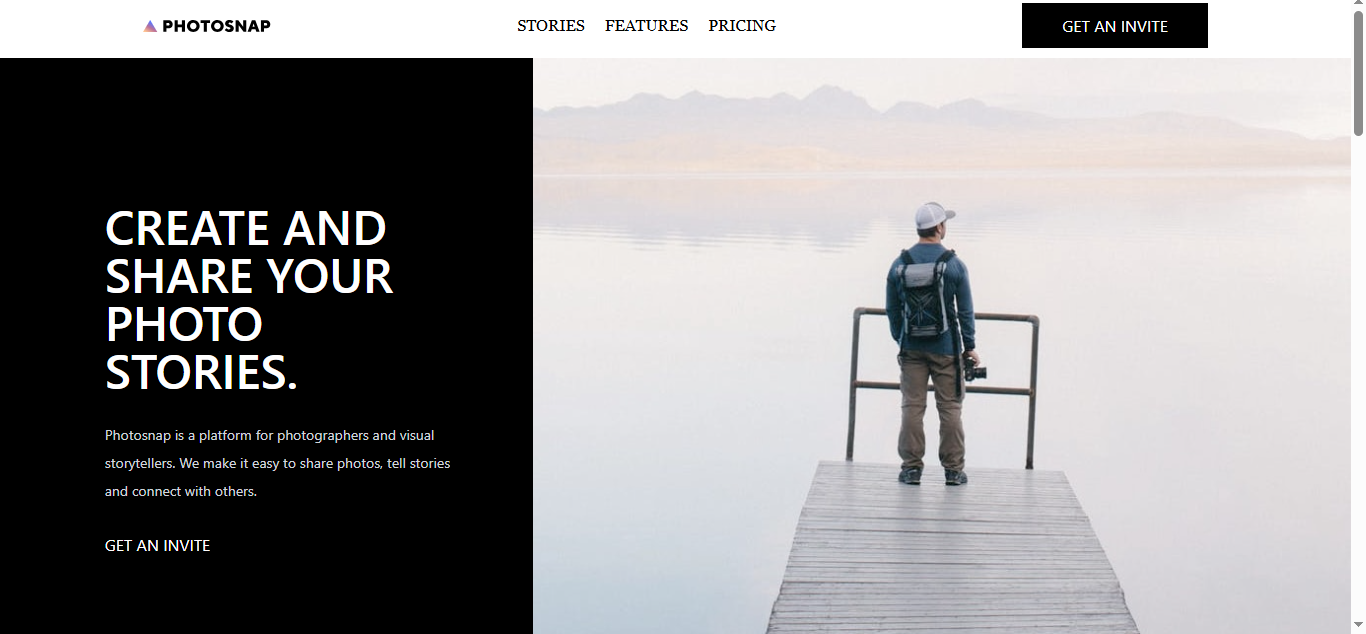 PHOTOSNAP
STORIES FEATURES PRICING
GET AN INVITE
CREATE AND
SHARE YOUR
PHOTO
STORIES.
Photosnap is a platform for photographers and visual
storytellers. We make it easy to share photos, tell stories
and connect with others.
GET AN INVITE